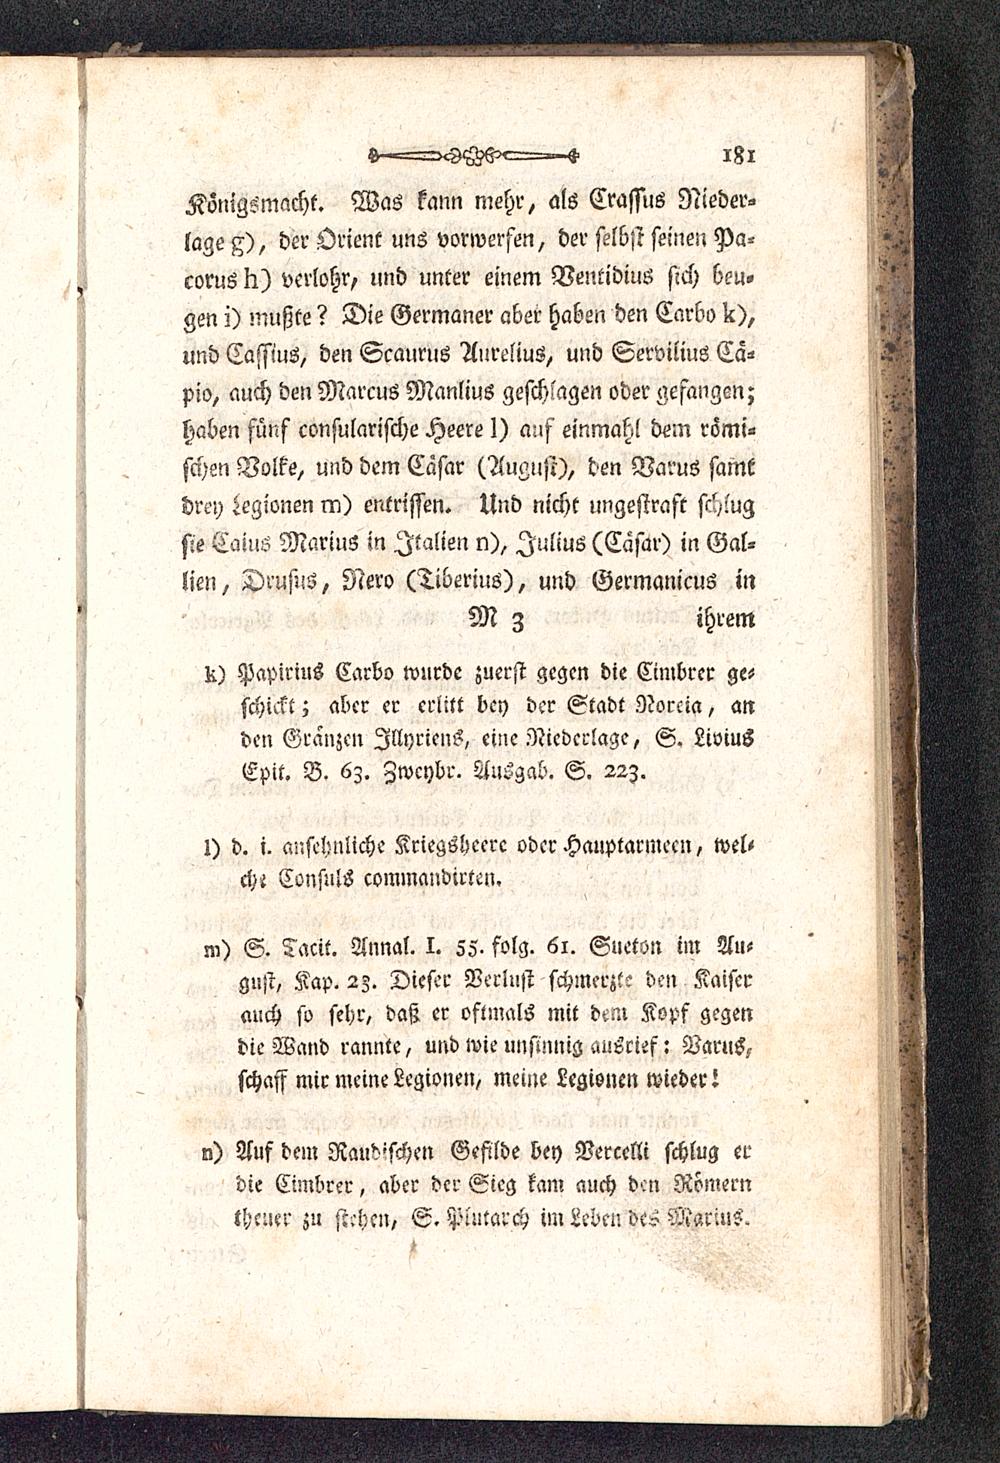 181
Königsmacht. Was kann mehr, als Crassus Nieder-
lage g), der Orient uns vorwerfen, der selbst seinen Pa-
corus h) verlohr, und unter einem Ventidius sich beu-
gen i) mußte? Die Germaner aber haben den Carbo k),
und Cassius, den Scaurus Aurelius, und Servilius Cä-
pio, auch den Marcus Manlius geschlagen oder gefangen;
haben fünf consularische Heere l) auf einmahl dem römi-
schen Volke, und dem Cäsar (August), den Varus samt
drey Legionen m) entrissen. Und nicht ungestraft schlug
sie Caius Marius in Italien n), Julius (Cäsar) in Gal-
lien, Drusus, Nero (Tiberius), und Germanicus in
M 3 ihrem
k) Papirius Carbo wurde zuerst gegen die Cimbrer ge-
schickt; aber er erlitt bey der Stadt Noreia, an
den Gränzen Illyriens, eine Niederlage, S. Livius
Epit. B. 63. Zweybr. Ausgab. S. 223.
l) d. i. ansehnliche Kriegsheere oder Hauptarmeen, wel-
che Consuls commandirten.
m) S. Tacit. Annal. I. 55. folg. 61. Sueton im Au-
gust, Kap. 23. Dieser Verlust schmerzte den Kaiser
auch so sehr, daß er oftmals mit dem Kopf gegen
die Wand rannte, und wie unsinnig ausrief: Varus,
schaff mir meine Legionen, meine Legionen wieder!
n) Auf dem Raudischen Gefilde bey Vercelli schlug er
die Cimbrer, aber der Sieg kam auch den Römern
theuer zu stehen, S. Plutarch im Leben des Marius.